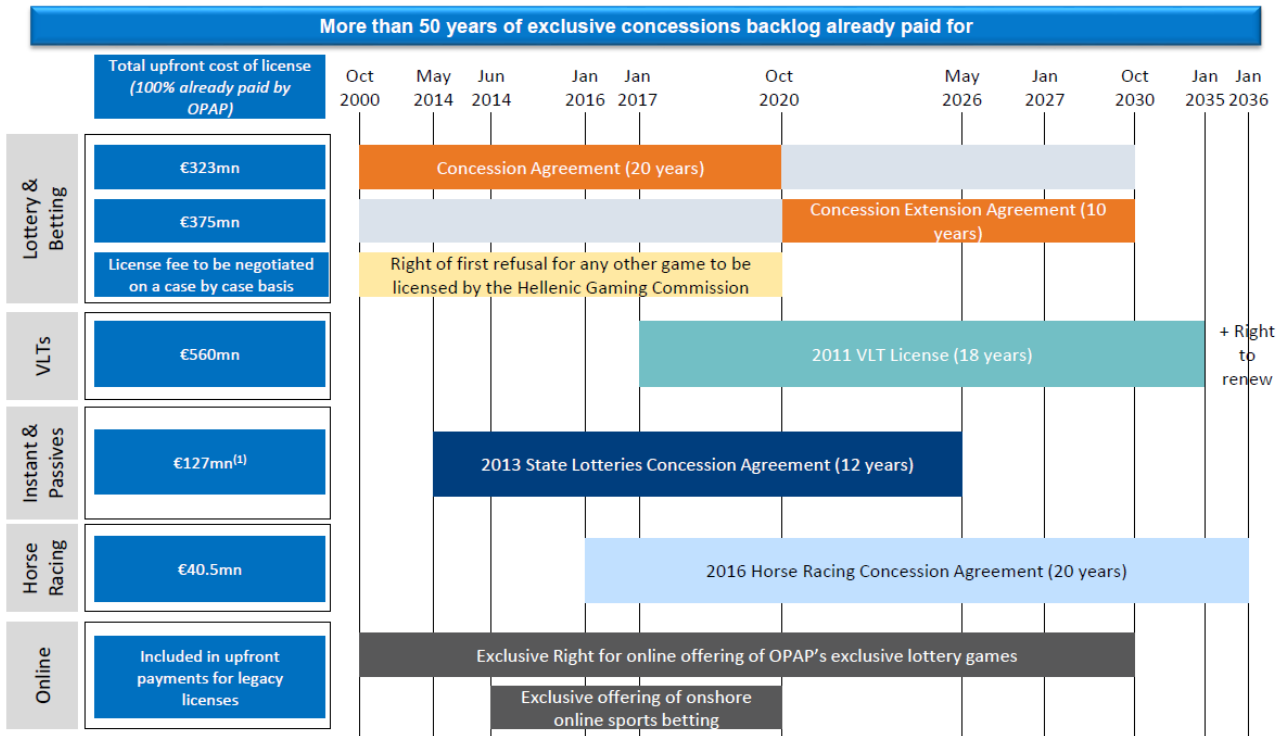 More than 50 years of exclusive concessions backlog already paid for
Total upfront cost of license
(100% already paid by
OPAP)
Oct
2000
May
2014
Jun
2014
Jan
2016
Jan
2017
Oct
2020
May
2026
Jan
2027
Oct
2030
Jan
2035
Jan
2036
Lottery &
Betting
€323mn
Concession Agreement (20 years)
€375mn
Concession Extension Agreement (10
years)
License fee to be negotiated
on a case by case basis
Right of first refusal for any other game to be
licensed by the Hellenic Gaming Commission
VLTs
€560mn
2011 VLT License (18 years)
+ Right
to
renew
Instant &
Passives
€127mn(1)
2013 State Lotteries Concession Agreement (12 years)
Horse
Racing
€40.5mn
2016 Horse Racing Concession Agreement (20 years)
Online
Included in upfront
payments for legacy
licenses
Exclusive Right for online offering of OPAP's exclusive lottery games
Exclusive offering of onshore
online sports betting